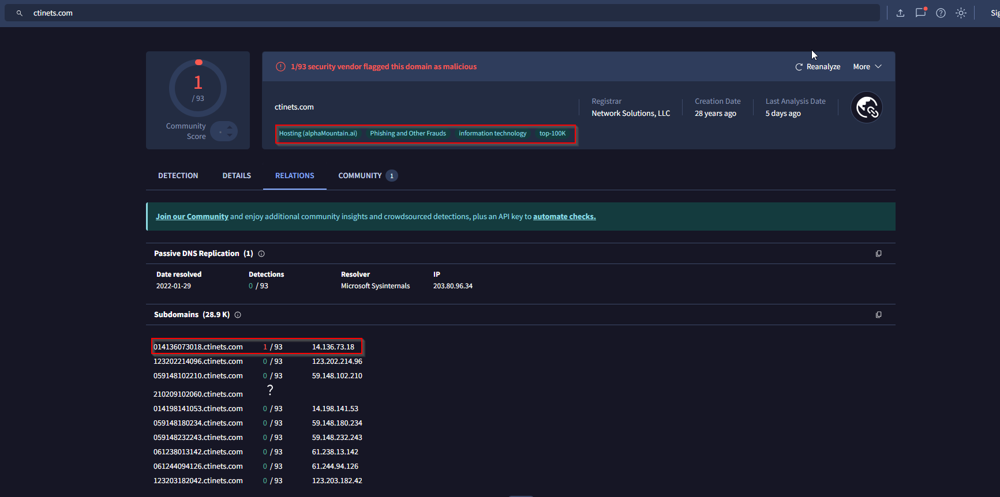 ctinets.com
Sig
1
/ 93
Community
Score
1/93 security vendor flagged this domain as malicious
Reanalyze
More
ctinets.com
Registrar
Network Solutions, LLC
Creation Date
28 years ago
Last Analysis Date
5 days ago
Hosting (alphaMountain.ai) Phishing and Other Frauds information technology top-100K
DETECTION DETAILS RELATIONS COMMUNITY 1
Join our Community and enjoy additional community insights and crowdsourced detections, plus an API key to automate checks.
Passive DNS Replication (1)
Date resolved Detections Resolver IP
2022-01-29 0 / 93 Microsoft Sysinternals 203.80.96.34
Subdomains (28.9 K)
014136073018.ctinets.com 1 / 93 14.136.73.18
123202214096.ctinets.com 0 / 93 123.202.214.96
059148102210.ctinets.com 0 / 93 59.148.102.210
210209102060.ctinets.com ?
014198141053.ctinets.com 0 / 93 14.198.141.53
059148180234.ctinets.com 0 / 93 59.148.180.234
059148232243.ctinets.com 0 / 93 59.148.232.243
061238013142.ctinets.com 0 / 93 61.238.13.142
061244094126.ctinets.com 0 / 93 61.244.94.126
123203182042.ctinets.com 0 / 93 123.203.182.42